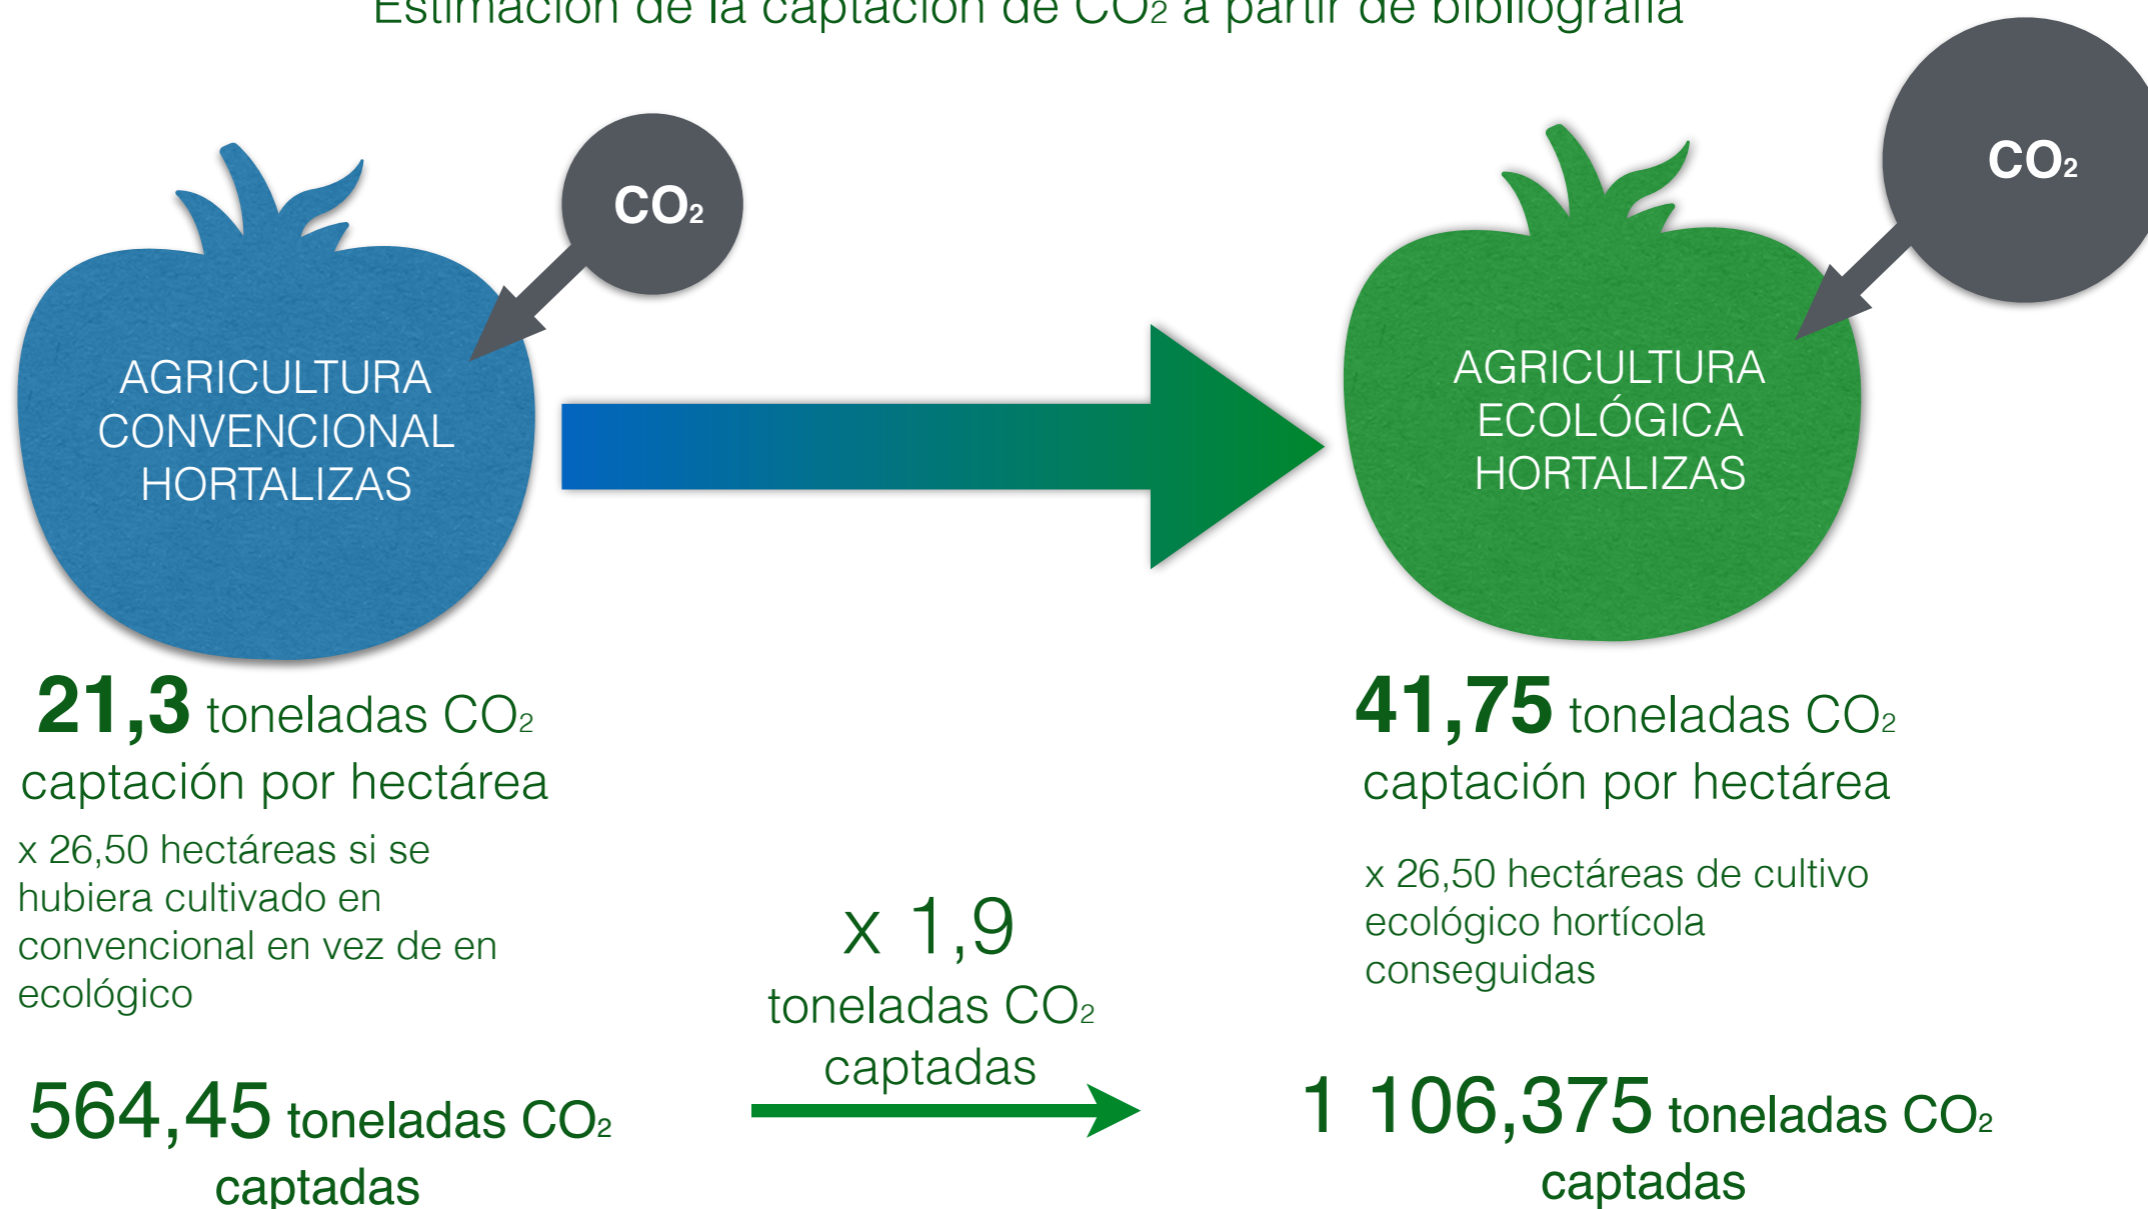 Estimación de la captación de CO₂ a partir de bibliografía
CO₂
CO₂
AGRICULTURA
CONVENCIONAL
HORTALIZAS
AGRICULTURA
ECOLÓGICA
HORTALIZAS
21,3 toneladas CO₂
captación por hectárea
x 26,50 hectáreas si se
hubiera cultivado en
convencional en vez de en
ecológico
564,45 toneladas CO₂
captadas
x 1,9
toneladas CO₂
captadas
41,75 toneladas CO₂
captación por hectárea
x 26,50 hectáreas de cultivo
ecológico hortícola
conseguidas
1 106,375 toneladas CO₂
captadas